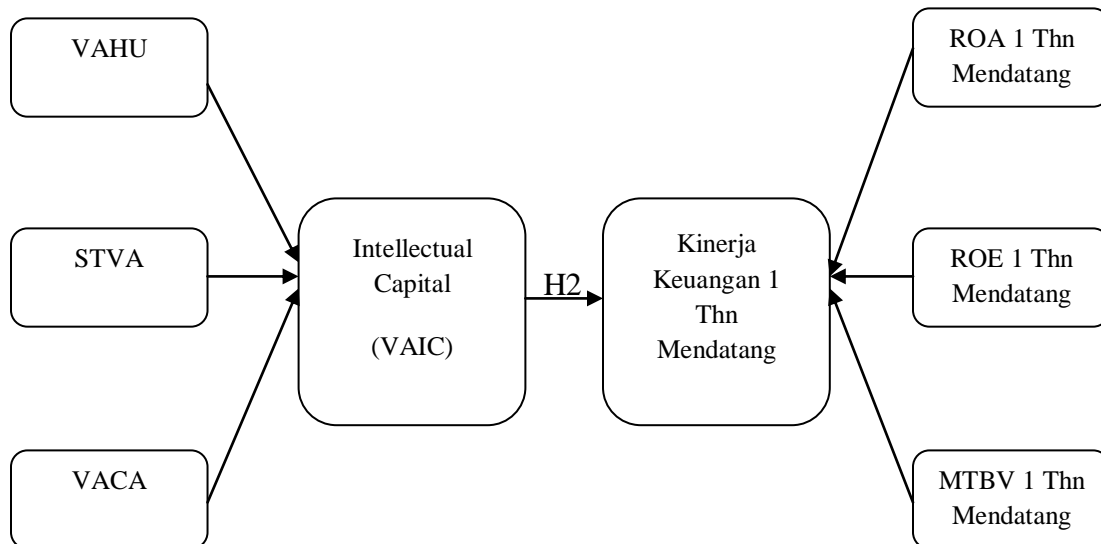 VAHU
STVA
VACA
Intellectual
Capital
(VAIC)
H2
Kinerja
Keuangan 1
Thn
Mendatang
ROA 1 Thn
Mendatang
ROE 1 Thn
Mendatang
MTBV 1 Thn
Mendatang